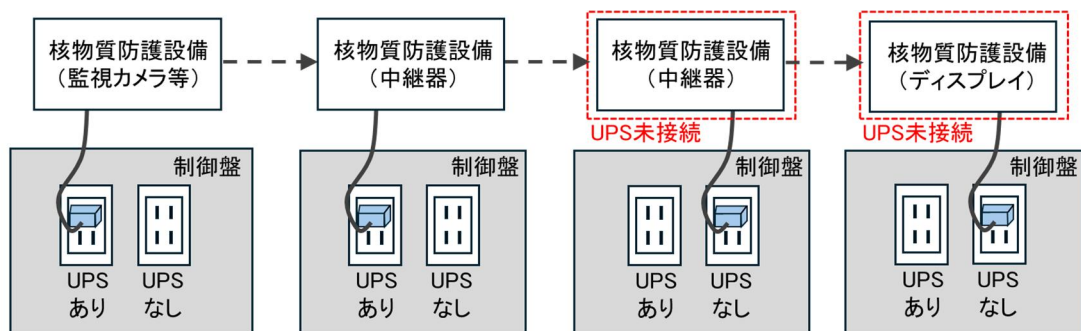 核物質防護設備
（監視カメラ等）
核物質防護設備
（中継器）
核物質防護設備
（中継器）
核物質防護設備
（ディスプレイ）
UPS未接続
UPS未接続
制御盤
制御盤
制御盤
制御盤
UPS
あり
UPS
なし
UPS
あり
UPS
なし
UPS
あり
UPS
なし
UPS
あり
UPS
なし